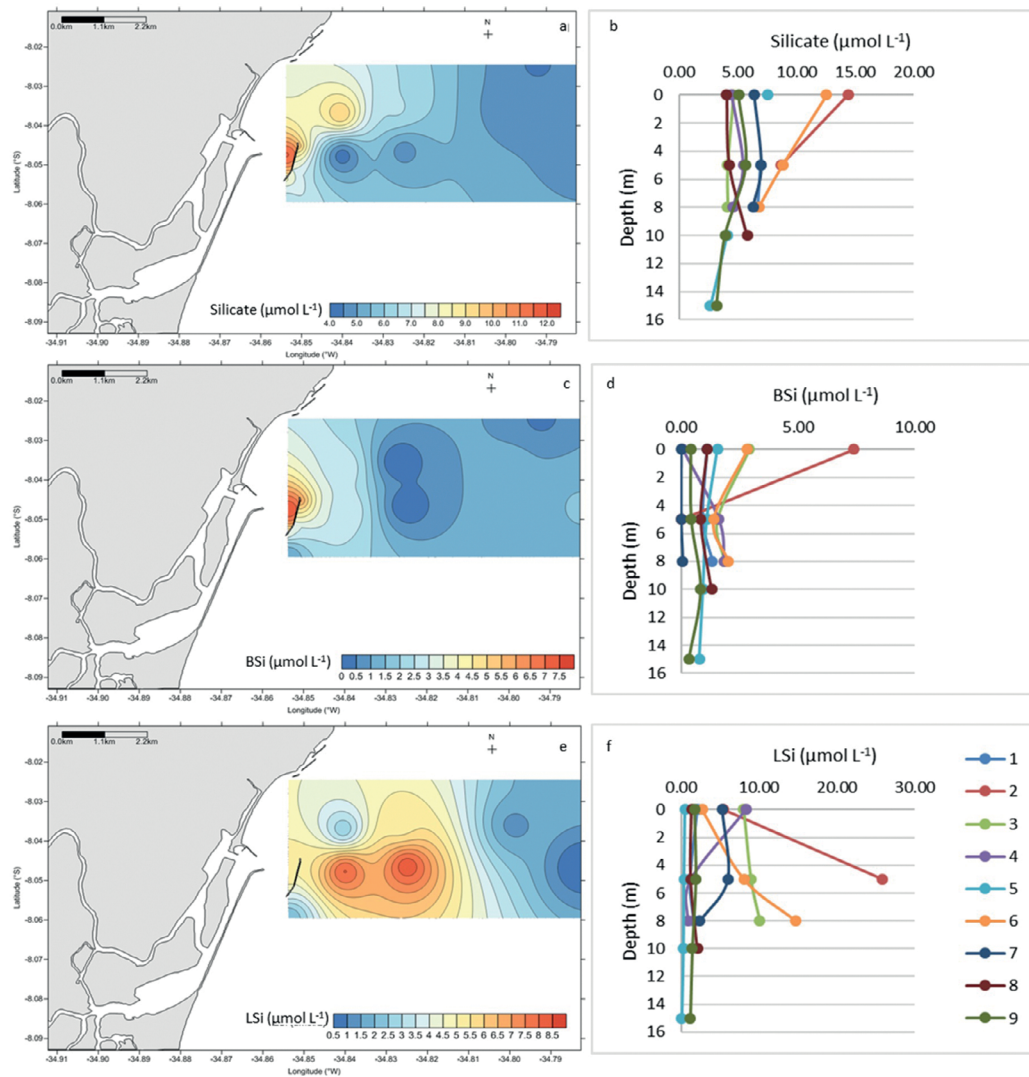 0.0km 1.1km 2.2km
N
a
-8.02
-8.03
-8.04
-8.05
-8.06
-8.07
-8.08
-8.09
Latitude (°S)
Silicate (µmol L-1)
4.0 5.0 6.0 7.0 8.0 9.0 10.0 11.0 12.0
-34.91 -34.90 -34.89 -34.88 -34.87 -34.86 -34.85 -34.84 -34.83 -34.82 -34.81 -34.80 -34.79
Longitude (°W)
b
Silicate (µmol L-1)
0.00 5.00 10.00 15.00 20.00
0
2
4
6
8
10
12
14
16
Depth (m)
0.0km 1.1km 2.2km
N
c
-8.02
-8.03
-8.04
-8.05
-8.06
-8.07
-8.08
-8.09
Latitude (°S)
BSi (µmol L-1)
0 0.5 1 1.5 2 2.5 3 3.5 4 4.5 5 5.5 6 6.5 7 7.5
-34.91 -34.90 -34.89 -34.88 -34.87 -34.86 -34.85 -34.84 -34.83 -34.82 -34.81 -34.80 -34.79
Longitude (°W)
d
BSi (µmol L-1)
0.00 5.00 10.00
0
2
4
6
8
10
12
14
16
Depth (m)
0.0km 1.1km 2.2km
N
e
-8.02
-8.03
-8.04
-8.05
-8.06
-8.07
-8.08
-8.09
Latitude (°S)
LSi (µmol L-1)
0.5 1 1.5 2 2.5 3 3.5 4 4.5 5 5.5 6 6.5 7 7.5 8 8.5
-34.91 -34.90 -34.89 -34.88 -34.87 -34.86 -34.85 -34.84 -34.83 -34.82 -34.81 -34.80 -34.79
Longitude (°W)
f
LSi (µmol L-1)
0.00 10.00 20.00 30.00
0
2
4
6
8
10
12
14
16
Depth (m)
1
2
3
4
5
6
7
8
9